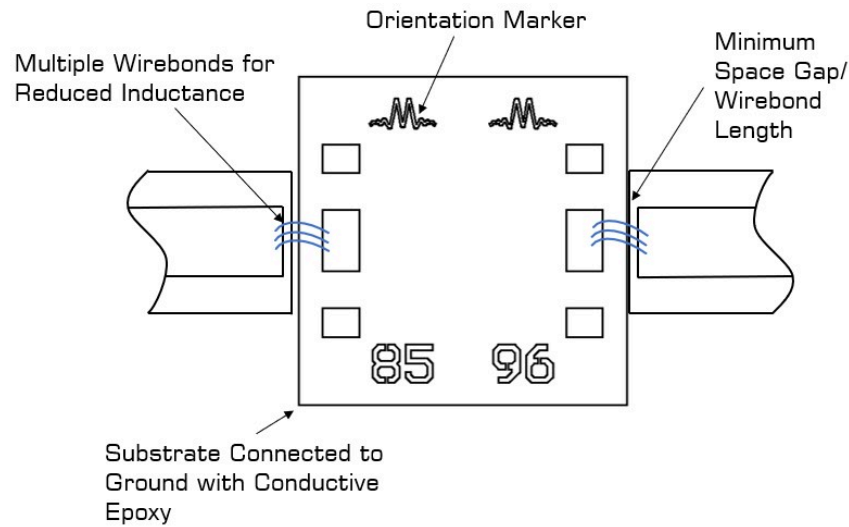 Orientation Marker
Multiple Wirebonds for
Reduced Inductance
Minimum
Space Gap/
Wirebond
Length
85 96
Substrate Connected to
Ground with Conductive
Epoxy